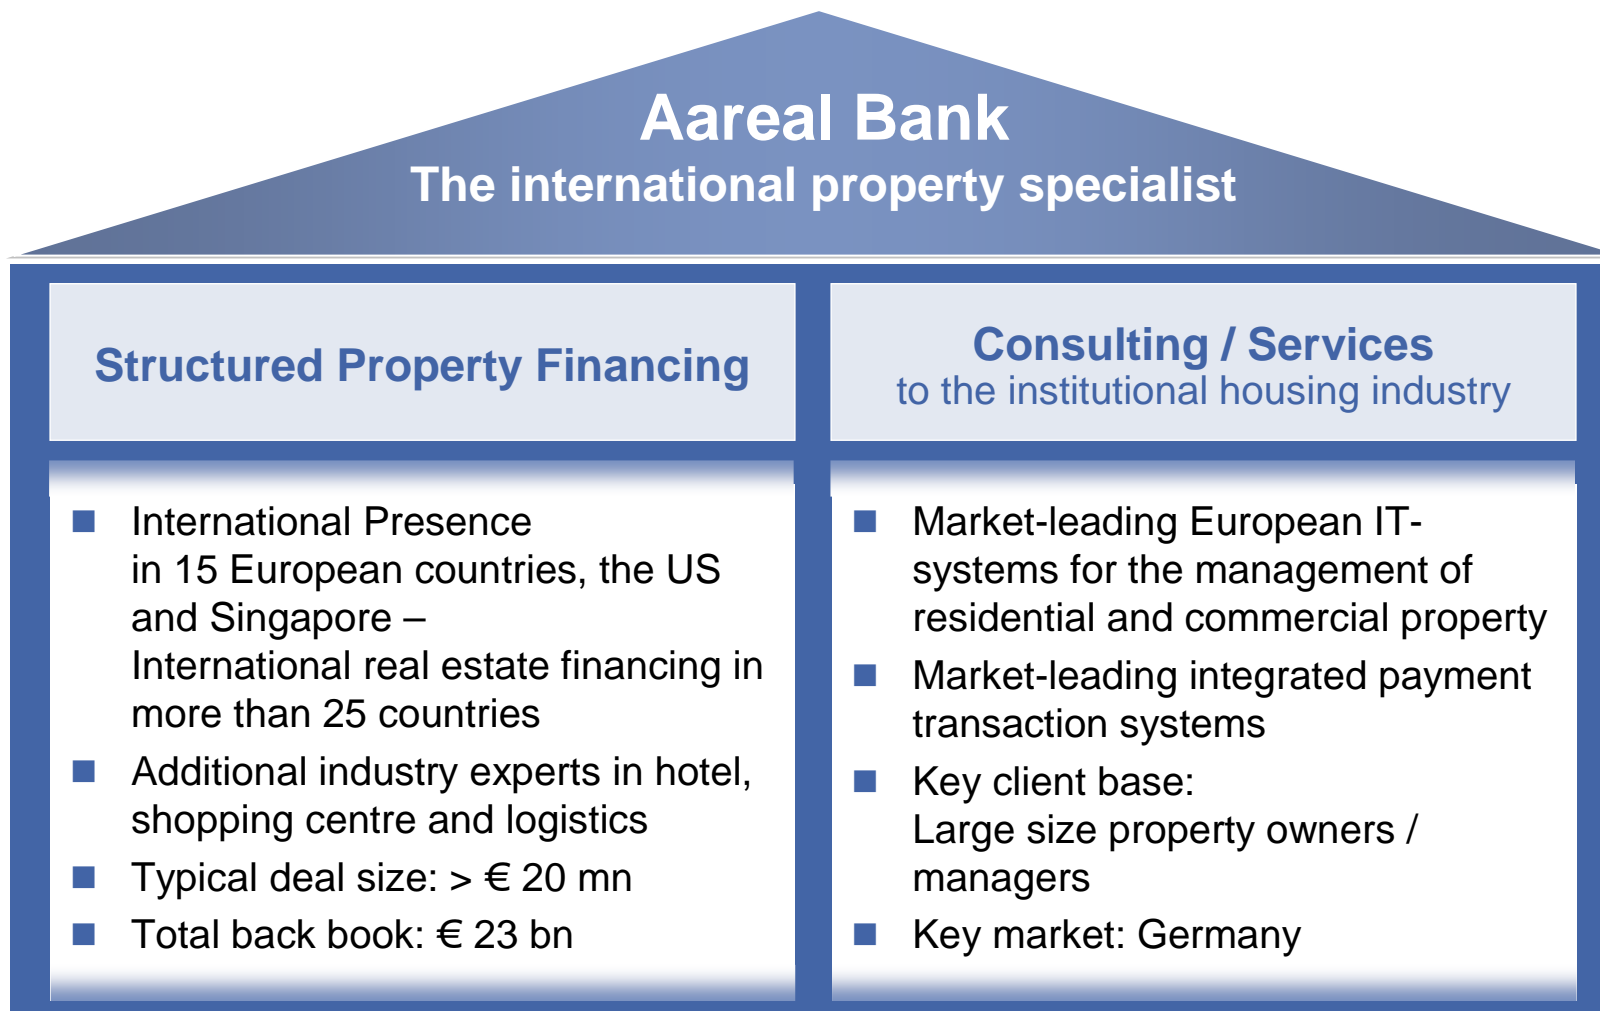 Aareal Bank
The international property specialist
Structured Property Financing
Consulting / Services
to the institutional housing industry
International Presence
in 15 European countries, the US
and Singapore –
International real estate financing in
more than 25 countries
Additional industry experts in hotel,
shopping centre and logistics
Typical deal size: > € 20 mn
Total back book: € 23 bn
Market-leading European IT-
systems for the management of
residential and commercial property
Market-leading integrated payment
transaction systems
Key client base:
Large size property owners /
managers
Key market: Germany